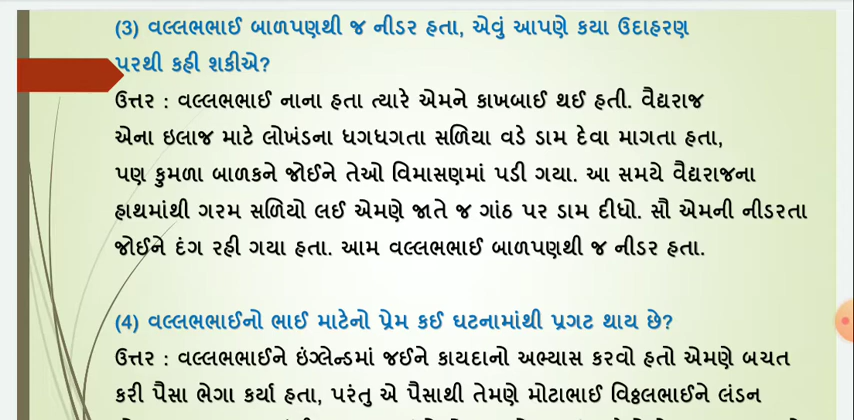 (3) વલ્લભભાઈ બાળપણથી જ નીડર હતા, એવું આપણે કયા ઉદાહરણ
પરથી કહી શકીએ?
ઉત્તર : વલ્લભભાઈ નાના હતા ત્યારે એમને કાખબાઈ થઈ હતી. વૈદ્યરાજ
એના ઇલાજ માટે લોખંડના ધગધગતા સળિયા વડે ડામ દેવા માગતા હતા,
પણ કુમળા બાળકને જોઈને તેઓ વિમાસણમાં પડી ગયા. આ સમયે વૈદ્યરાજના
હાથમાંથી ગરમ સળિયો લઈ એમણે જાતે જ ગાંઠ પર ડામ દીધો. સૌ એમની નીડરતા
જોઈને દંગ રહી ગયા હતા. આમ વલ્લભભાઈ બાળપણથી જ નીડર હતા.
(4) વલ્લભભાઈનો ભાઈ માટેનો પ્રેમ કઈ ઘટનામાંથી પ્રગટ થાય છે?
ઉત્તર : વલ્લભભાઈને ઇંગ્લેન્ડમાં જઈને કાયદાનો અભ્યાસ કરવો હતો એમણે બચત
કરી પૈસા ભેગા કર્યા હતા, પરંતુ એ પૈસાથી તેમણે મોટાભાઈ વિઠ્ઠલભાઈને લંડન